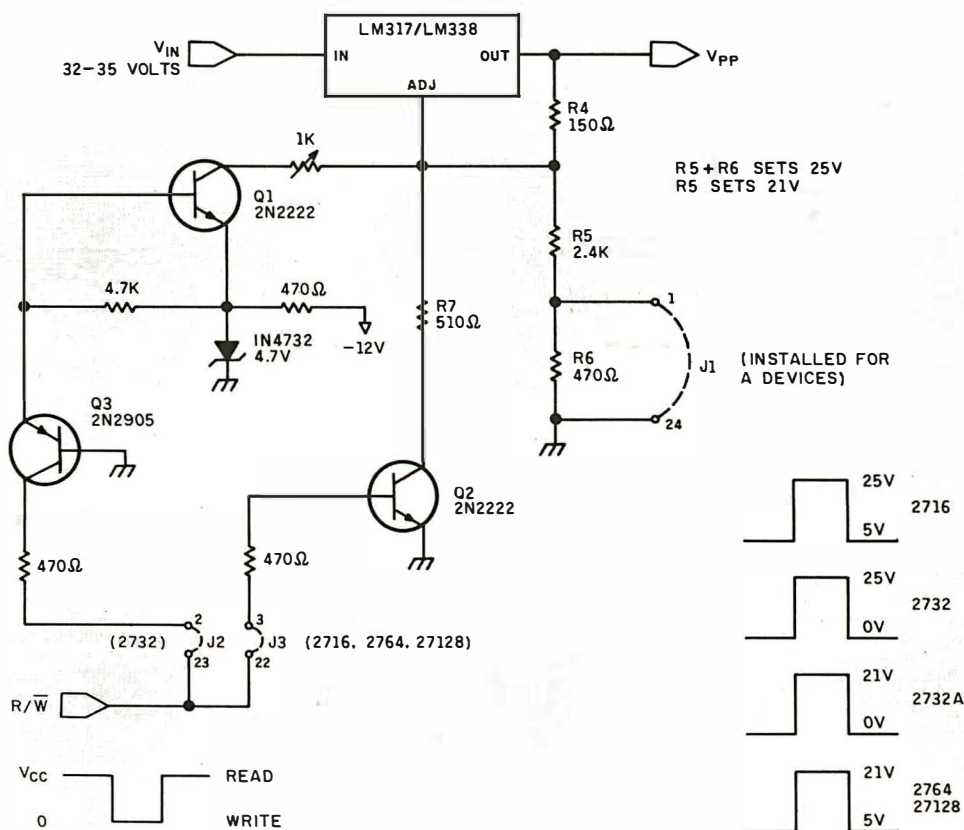 LM317/LM338
VIN
32-35 VOLTS
IN
OUT
ADJ
VPP
R4
150Ω
1K
R5+R6 SETS 25V
R5 SETS 21V
Q1
2N2222
R5
2.4K
4.7K
470Ω
R7
510Ω
-12V
IN4732
4.7V
1
R6
470Ω
J1
(INSTALLED FOR
A DEVICES)
24
Q3
2N2905
Q2
2N2222
25V
5V
2716
470Ω
470Ω
25V
0V
2732
2
3
(2732)
J2
J3
(2716, 2764, 27128)
23
22
21V
0V
2732A
R/W̅
VCC
READ
0
WRITE
21V
5V
2764
27128